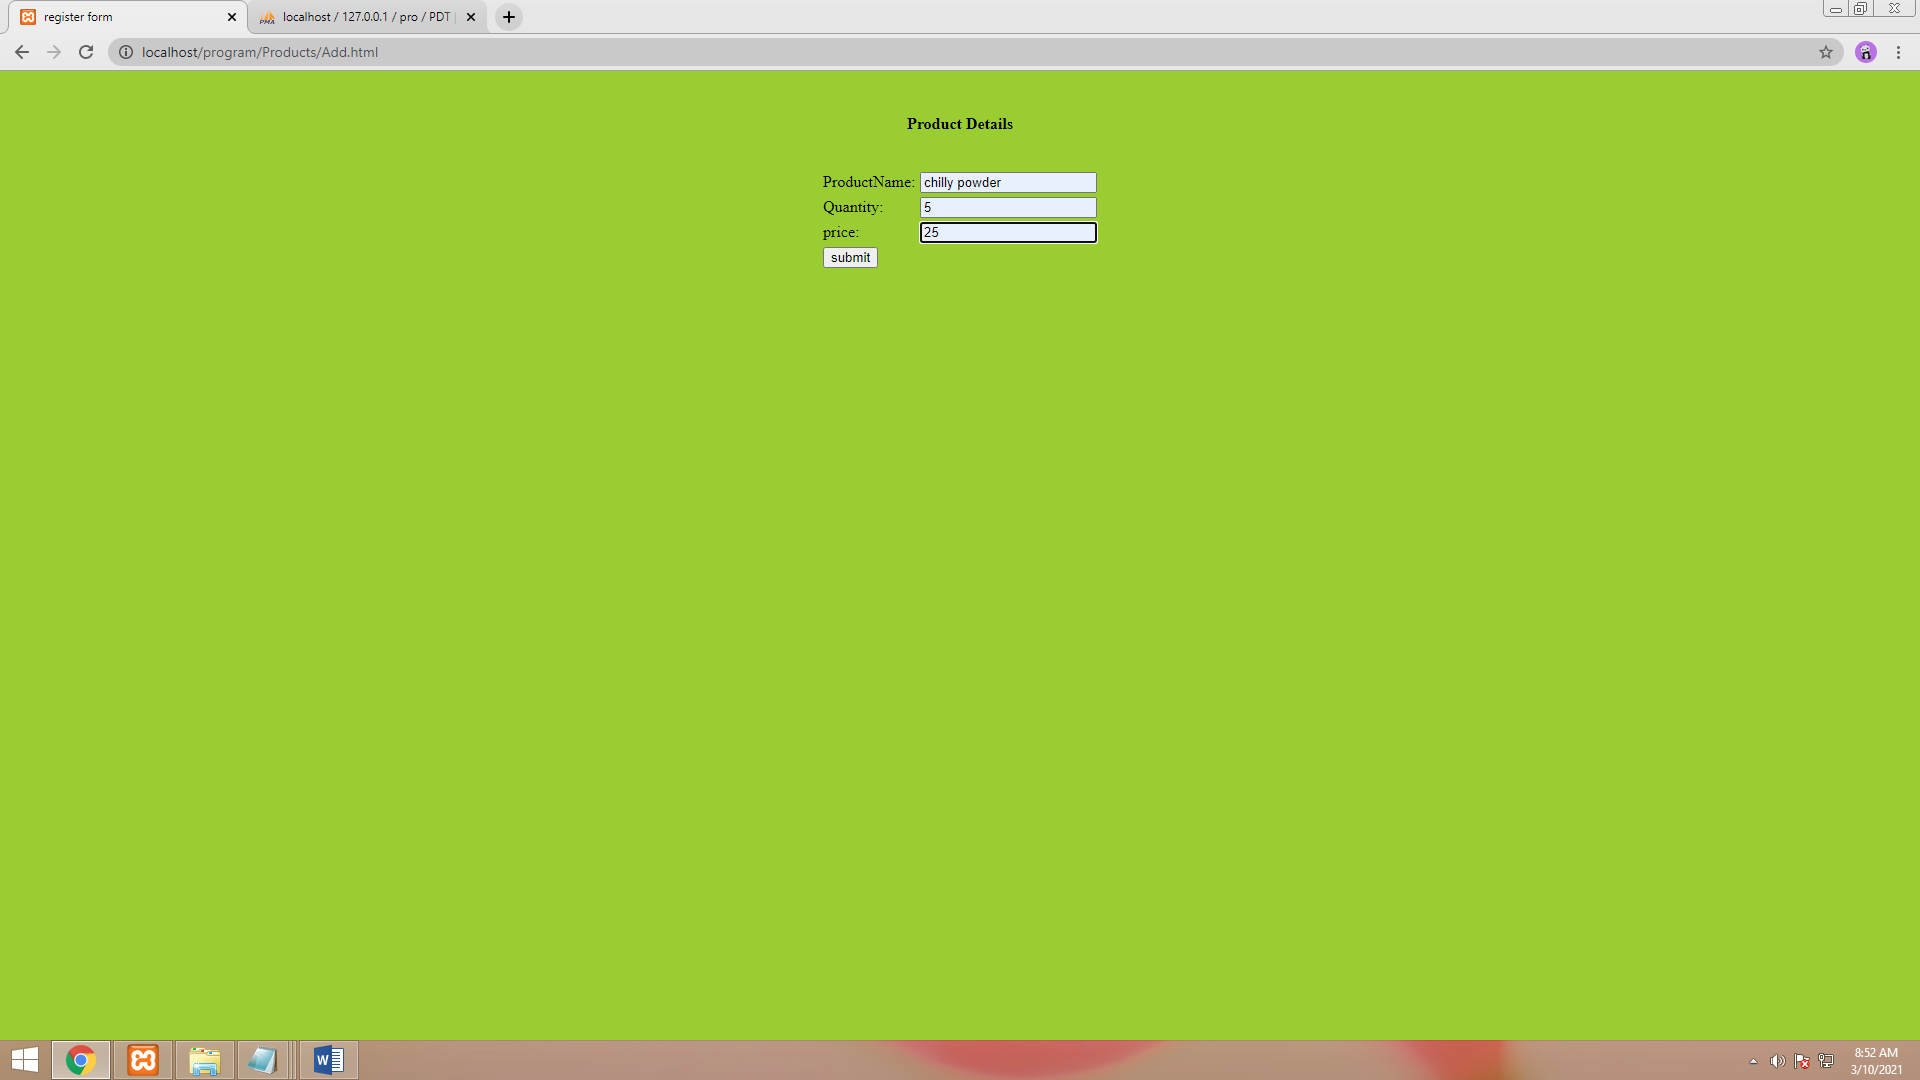 register form
localhost / 127.0.0.1 / pro / PDT
localhost/program/Products/Add.html
Product Details
ProductName: chilly powder
Quantity: 5
price: 25
submit
8:52 AM
3/10/2021